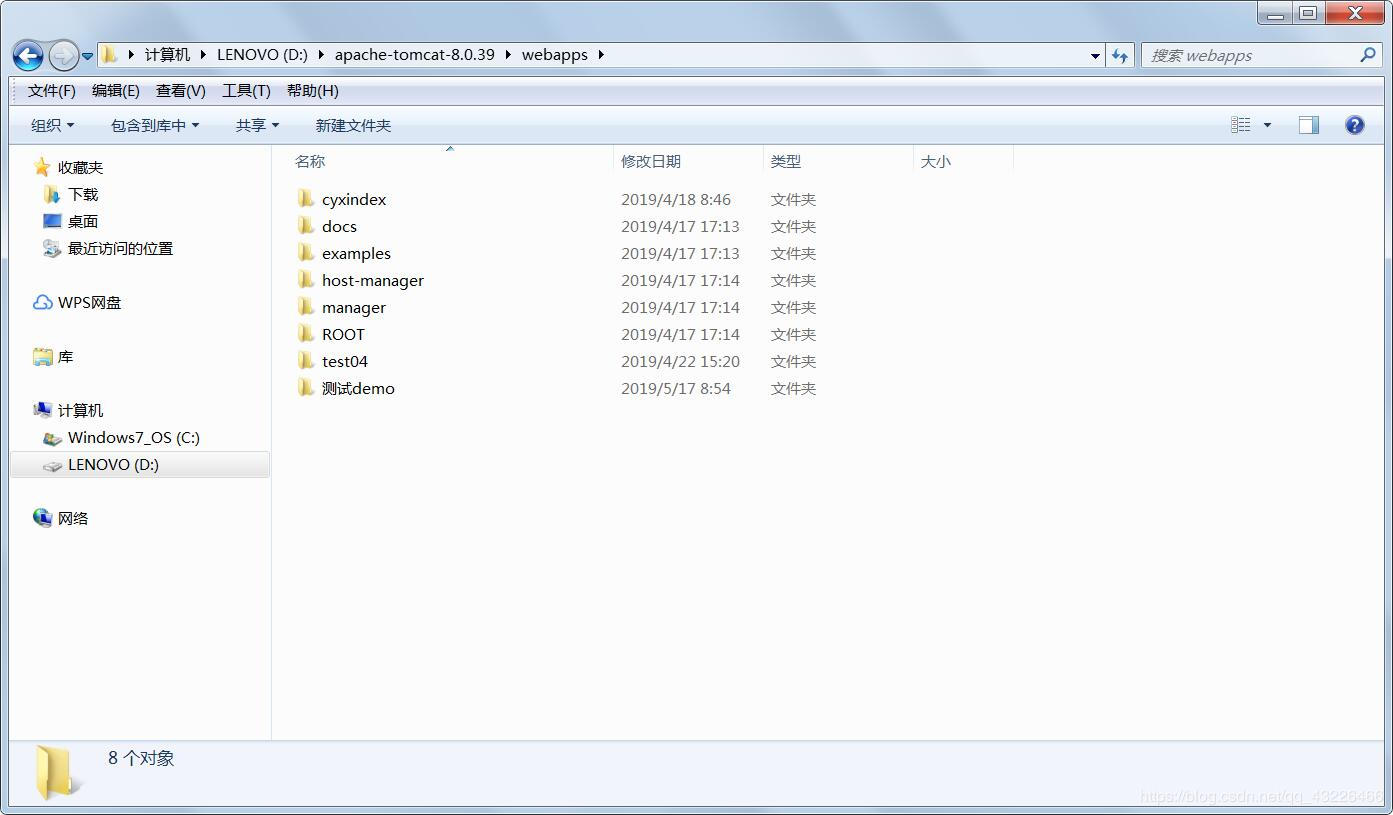 计算机 LENOVO (D:) apache-tomcat-8.0.39 webapps
搜索 webapps
文件(F) 编辑(E) 查看(V) 工具(T) 帮助(H)
组织 包含到库中 共享 新建文件夹
收藏夹
下载
桌面
最近访问的位置
WPS网盘
库
计算机
Windows7_OS (C:)
LENOVO (D:)
网络
名称 修改日期 类型 大小
cyxindex 2019/4/18 8:46 文件夹
docs 2019/4/17 17:13 文件夹
examples 2019/4/17 17:13 文件夹
host-manager 2019/4/17 17:14 文件夹
manager 2019/4/17 17:14 文件夹
ROOT 2019/4/17 17:14 文件夹
test04 2019/4/22 15:20 文件夹
测试demo 2019/5/17 8:54 文件夹
8 个对象
https://blog.csdn.net/qq_43226466